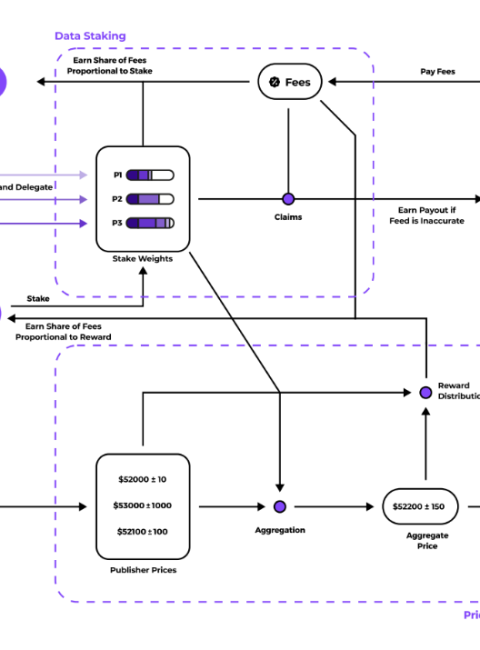 Data Staking
Earn Share of Fees
Proportional to Stake
Fees
Pay Fees
P1
and Delegate
P2
P3
Claims
Earn Payout if
Feed is Inaccurate
Stake Weights
Stake
Earn Share of Fees
Proportional to Reward
Reward
$52000 ± 10
$53000 ± 1000
$52100 ± 100
$52200 ± 150
Aggregation
Aggregate
Price
Publisher Prices